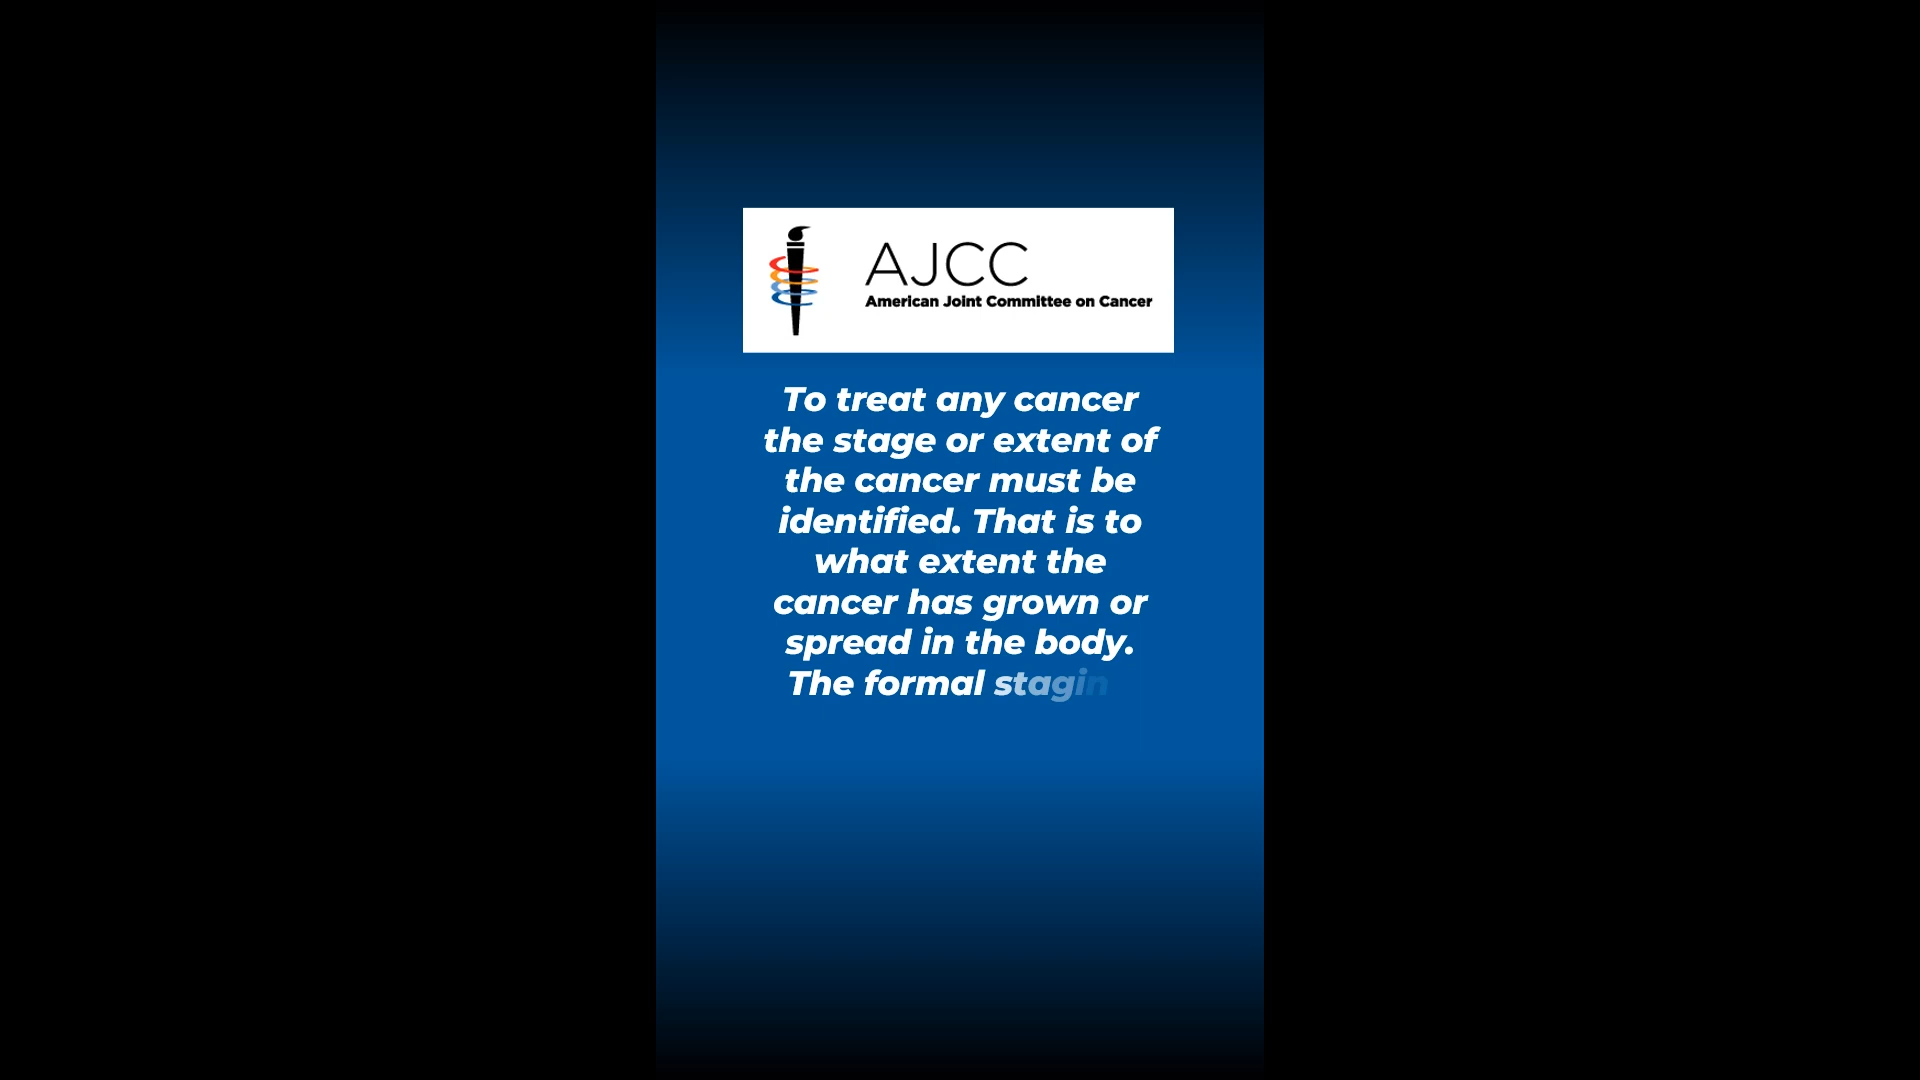 AJCC
American Joint Committee on Cancer
To treat any cancer
the stage or extent of
the cancer must be
identified. That is to
what extent the
cancer has grown or
spread in the body.
The formal stagin